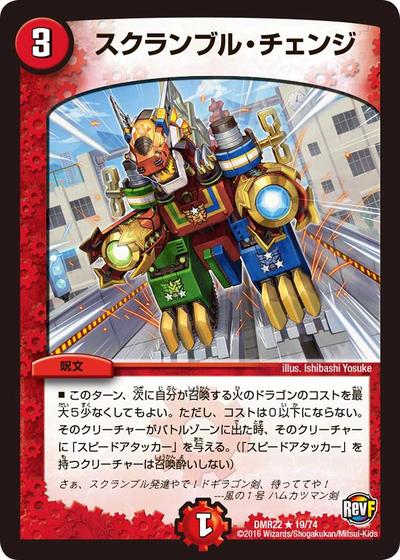 3
スクランブル・チェンジ
illus. Ishibashi Yosuke
呪文
■ このターン、次に自分が召喚する火のドラゴンのコストを最
大5少なくしてもよい。ただし、コストは0以下にならない。
そのクリーチャーがバトルゾーンに出た時、そのクリーチャー
に「スピードアタッカー」を与える。(「スピードアタッカー」を
持つクリーチャーは召喚酔いしない)
さぁ、スクランブル発進やで!ドギラゴン剣、待っててや!
---風の1号 ハムカツマン剣
1
RevF
DMR22 ★ 19/74
©2016 Wizards/Shogakukan/Mitsui-Kids